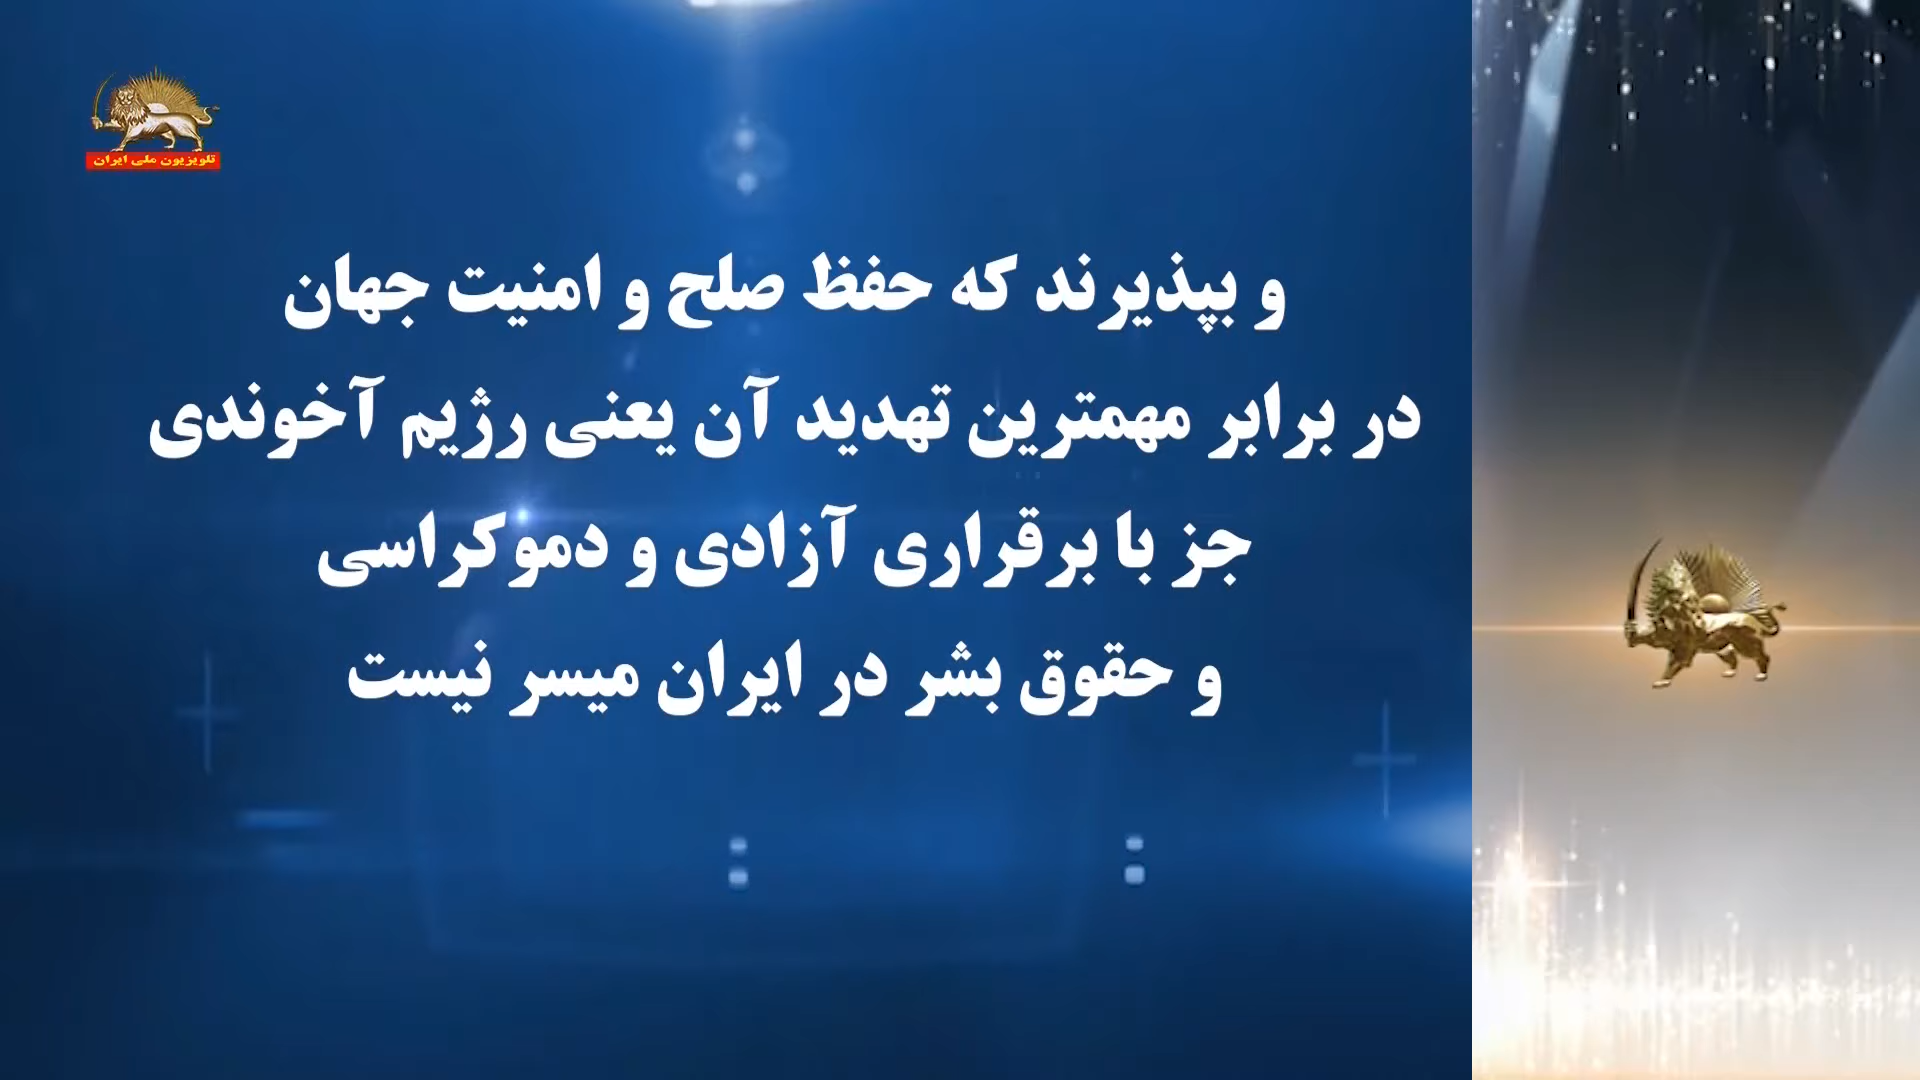 تلویزیون ملی ایران
و بپذیرند که حفظ صلح و امنیت جهان
در برابر مهمترین تهدید آن یعنی رژیم آخوندی
جز با برقراری آزادی و دموکراسی
و حقوق بشر در ایران میسر نیست